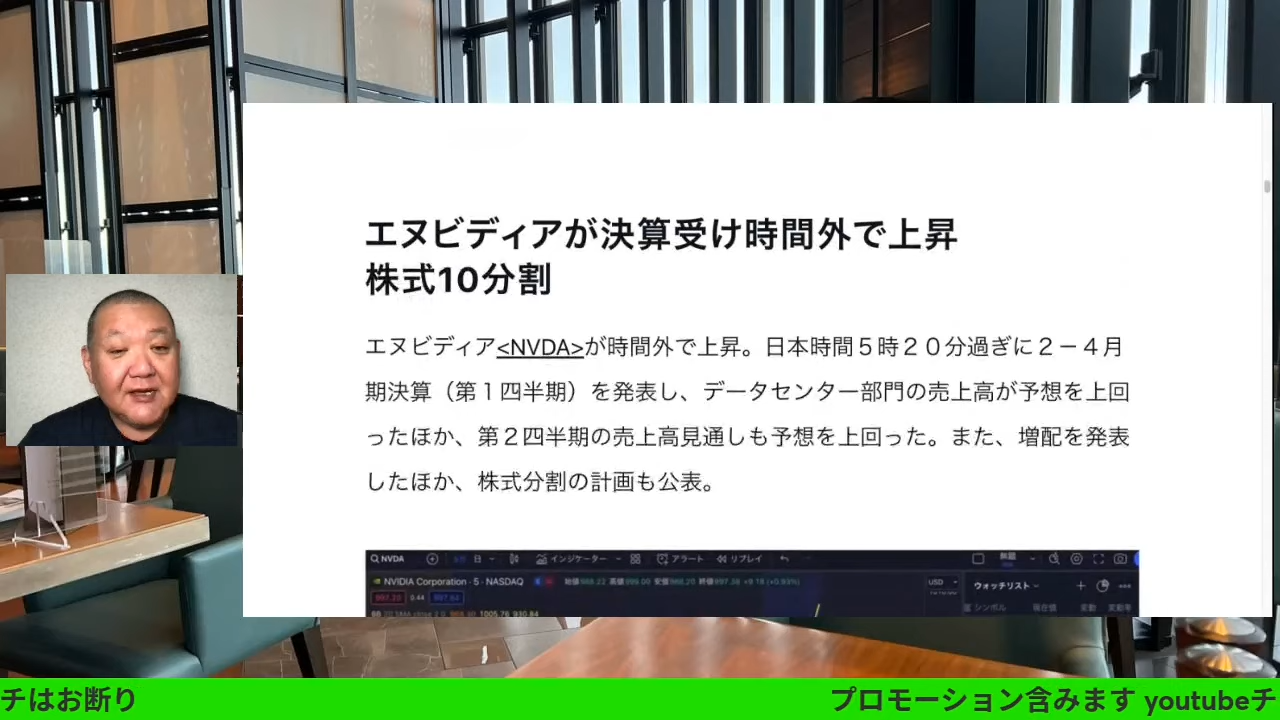 エヌビディアが決算受け時間外で上昇
株式10分割
エヌビディア<NVDA>が時間外で上昇。日本時間５時２０分過ぎに２－４月
期決算（第１四半期）を発表し、データセンター部門の売上高が予想を上回
ったほか、第２四半期の売上高見通しも予想を上回った。また、増配を発表
したほか、株式分割の計画も公表。
NVDA 日 インジケーター アラート リプレイ
NVIDIA Corporation · 5 · NASDAQ USD ウォッチリスト
シンボル 現在値 変動 変動率
チはお断り プロモーション含みます youtubeチ